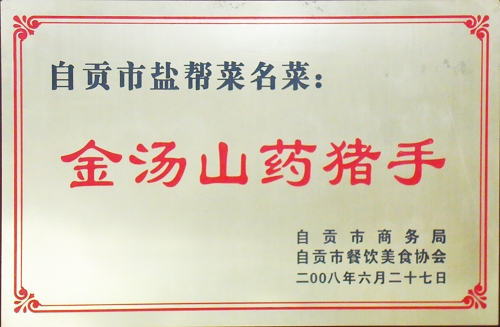 自贡市盐帮菜名菜：
金汤山药猪手
自贡市商务局
自贡市餐饮美食协会
二00八年六月二十七日